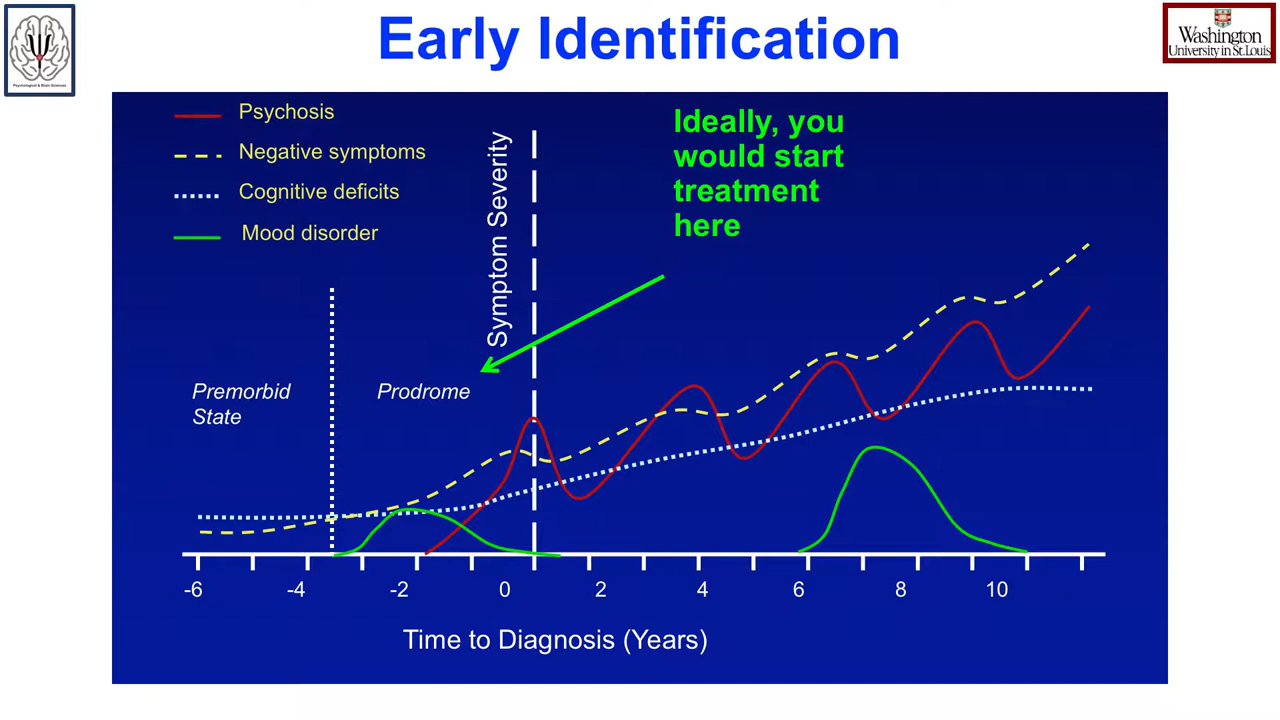 Early Identification
Psychological & Brain Sciences
Washington
University in St. Louis
Psychosis
Negative symptoms
Cognitive deficits
Mood disorder
Symptom Severity
Ideally, you
would start
treatment
here
Premorbid
State
Prodrome
-6 -4 -2 0 2 4 6 8 10
Time to Diagnosis (Years)